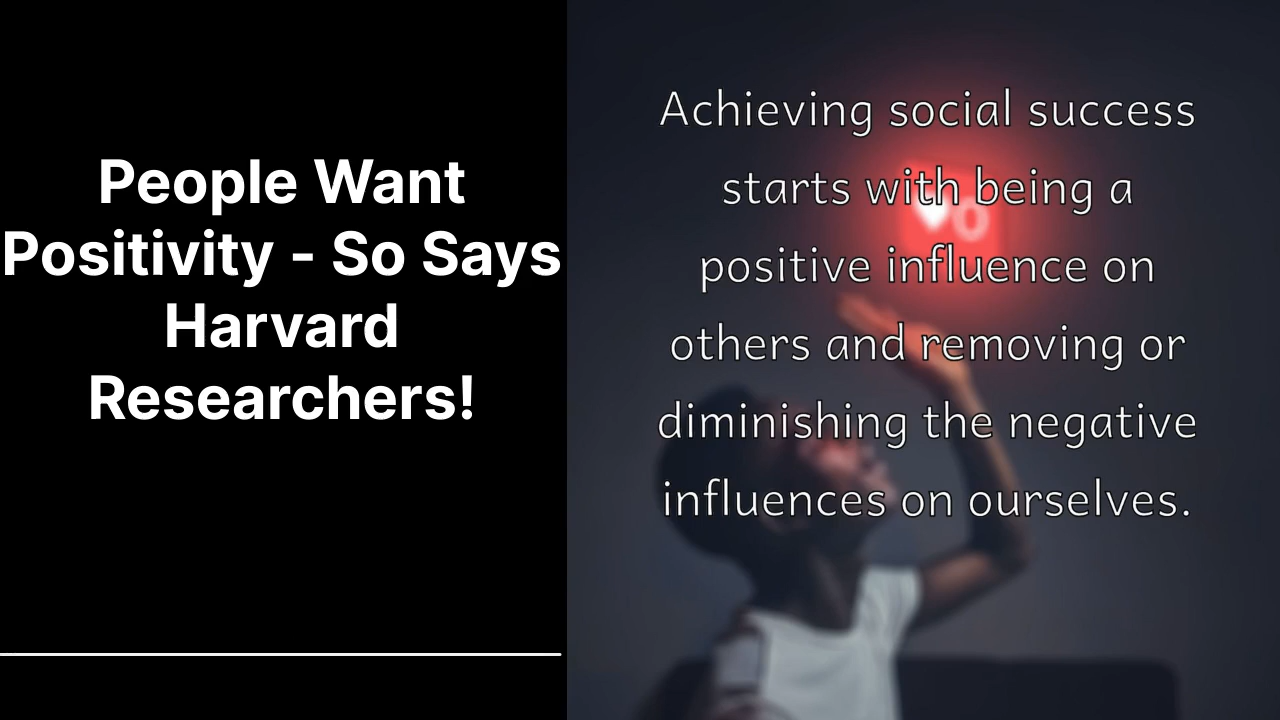 People Want
Positivity - So Says
Harvard
Researchers!
Achieving social success
starts with being a
positive influence on
others and removing or
diminishing the negative
influences on ourselves.
0